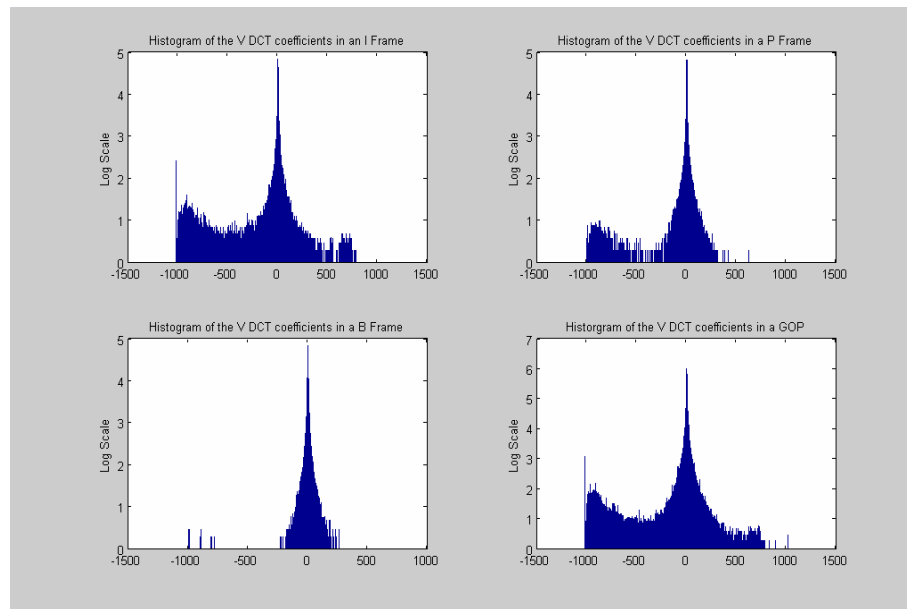 Histogram of the V DCT coefficients in an I Frame
Log Scale
5
4
3
2
1
0
-1500 -1000 -500 0 500 1000 1500
Histogram of the V DCT coefficients in a P Frame
Log Scale
5
4
3
2
1
0
-1500 -1000 -500 0 500 1000 1500
Histogram of the V DCT coefficients in a B Frame
Log Scale
5
4
3
2
1
0
-1500 -1000 -500 0 500 1000 1500
Historgram of the V DCT coefficients in a GOP
Log Scale
7
6
5
4
3
2
1
0
-1500 -1000 -500 0 500 1000 1500